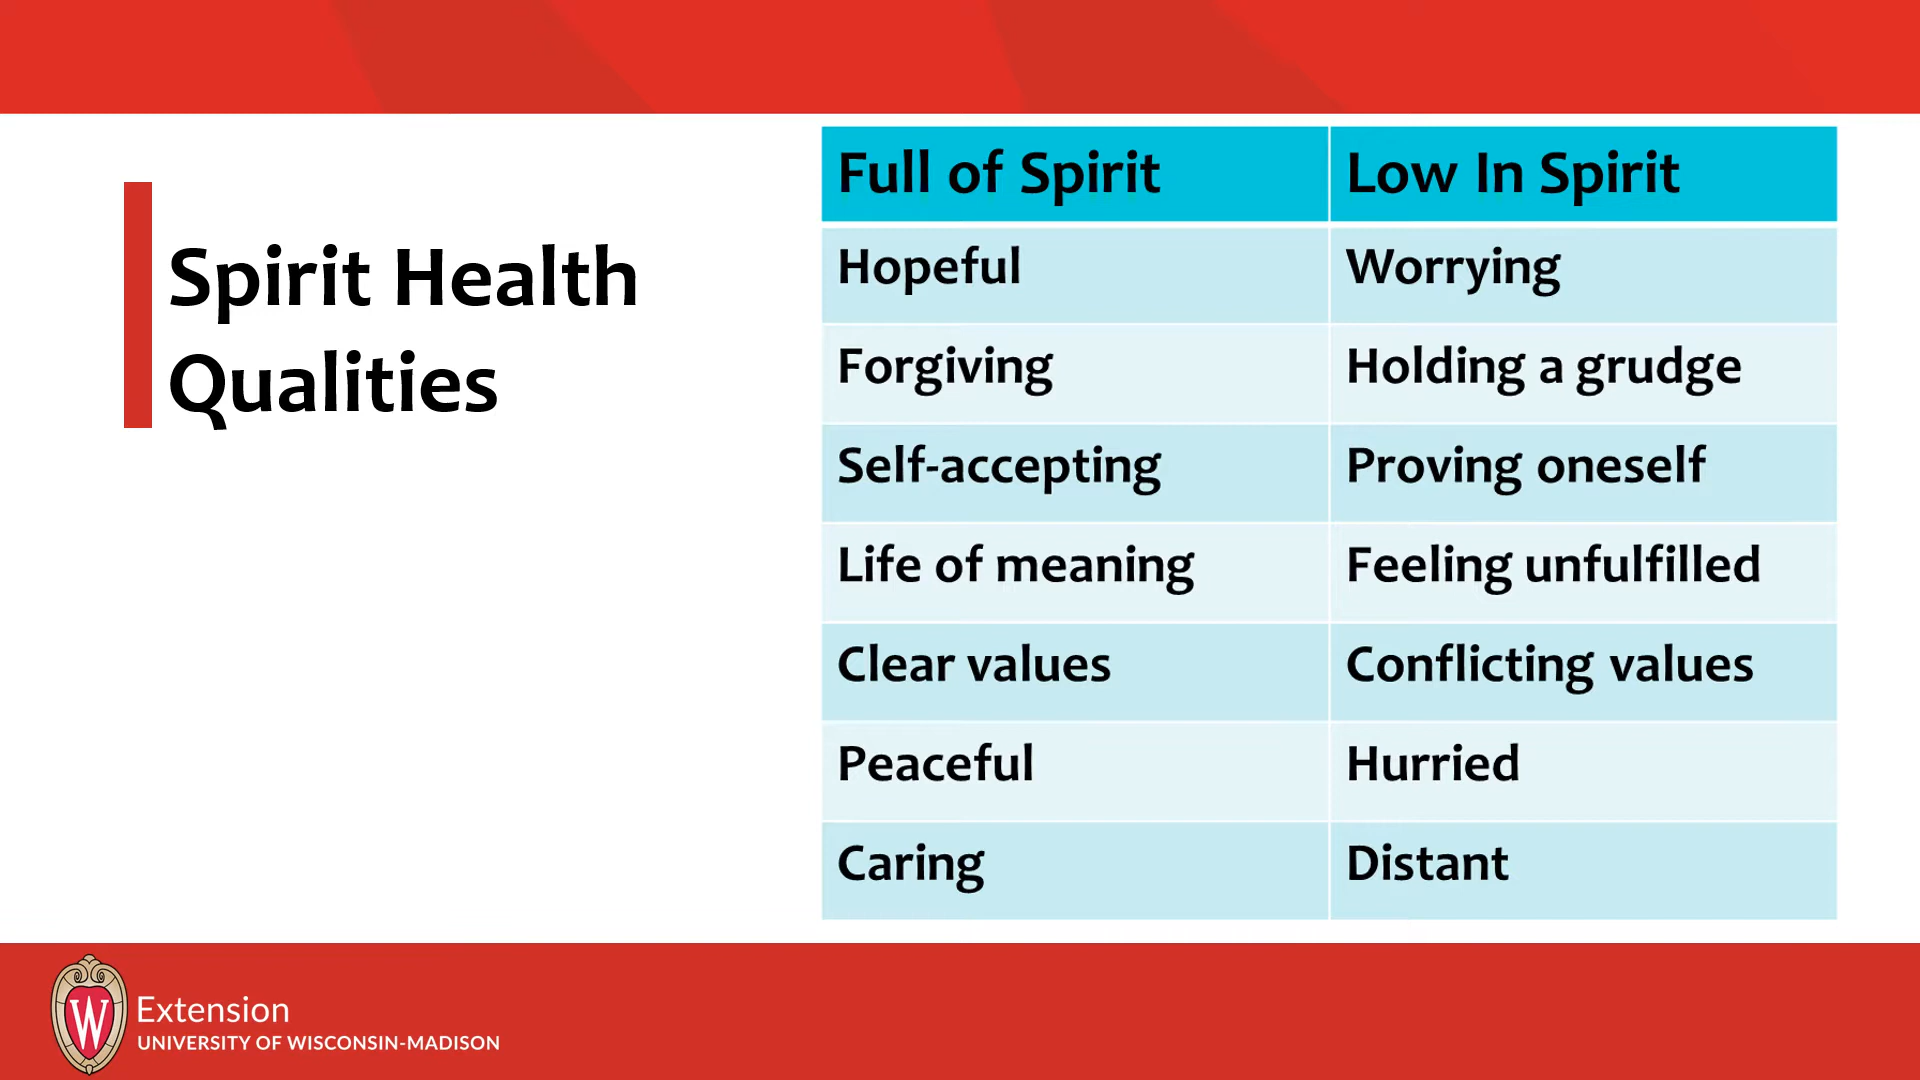 Spirit Health
Qualities
Full of Spirit Low In Spirit
Hopeful Worrying
Forgiving Holding a grudge
Self-accepting Proving oneself
Life of meaning Feeling unfulfilled
Clear values Conflicting values
Peaceful Hurried
Caring Distant
W
Extension
UNIVERSITY OF WISCONSIN-MADISON